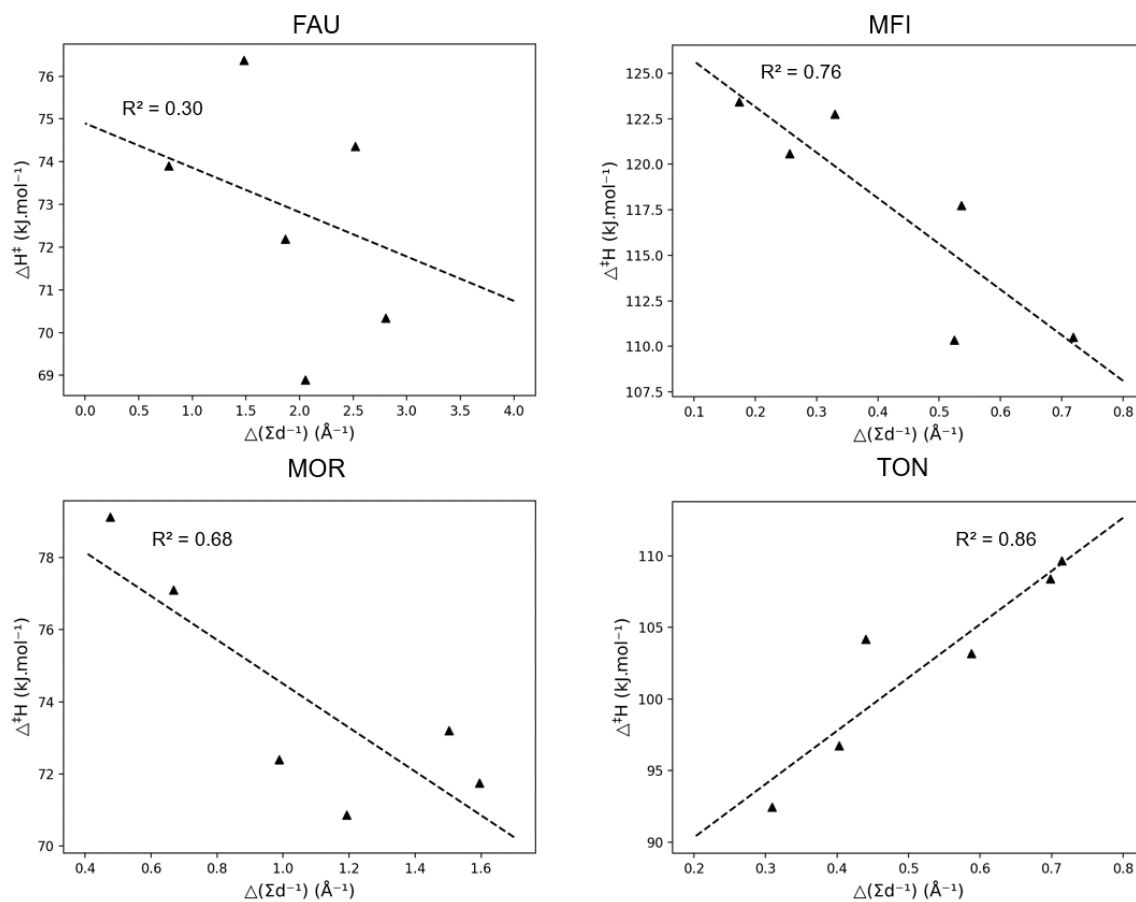 FAU
R² = 0.30
76
75
74
73
72
71
70
69
△H‡ (kJ.mol⁻¹)
0.0 0.5 1.0 1.5 2.0 2.5 3.0 3.5 4.0
△(Σd⁻¹) (Å⁻¹)
MFI
R² = 0.76
125.0
122.5
120.0
117.5
115.0
112.5
110.0
107.5
△‡H (kJ.mol⁻¹)
0.1 0.2 0.3 0.4 0.5 0.6 0.7 0.8
△(Σd⁻¹) (Å⁻¹)
MOR
R² = 0.68
78
76
74
72
70
△‡H (kJ.mol⁻¹)
0.4 0.6 0.8 1.0 1.2 1.4 1.6
△(Σd⁻¹) (Å⁻¹)
TON
R² = 0.86
110
105
100
95
90
△‡H (kJ.mol⁻¹)
0.2 0.3 0.4 0.5 0.6 0.7 0.8
△(Σd⁻¹) (Å⁻¹)